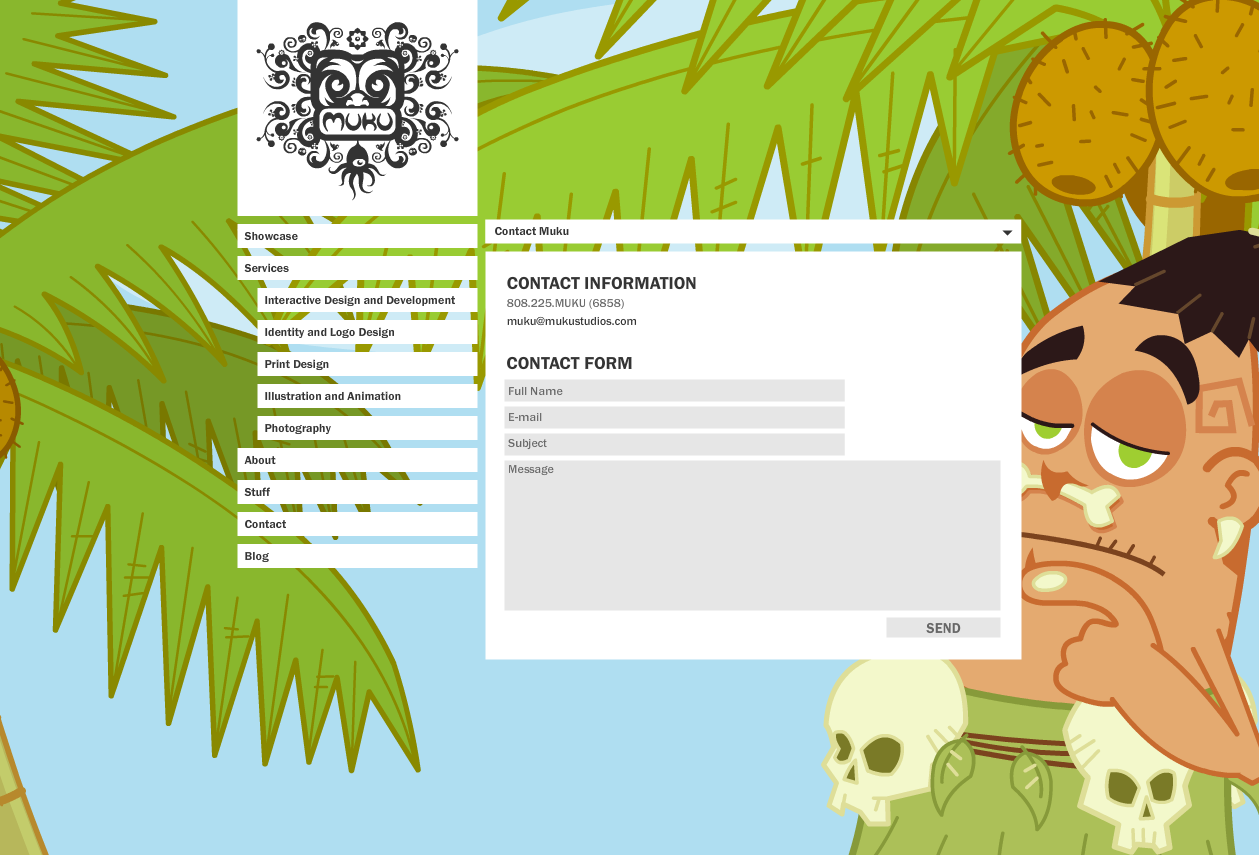 MUKU
Showcase
Services
Interactive Design and Development
Identity and Logo Design
Print Design
Illustration and Animation
Photography
About
Stuff
Contact
Blog
Contact Muku
CONTACT INFORMATION
808.225.MUKU (6858)
muku@mukustudios.com
CONTACT FORM
Full Name
E-mail
Subject
Message
SEND